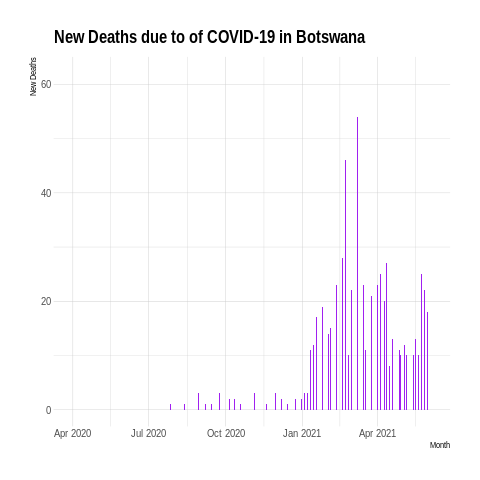 New Deaths due to of COVID-19 in Botswana
New Deaths
60
40
20
0
Apr 2020 Jul 2020 Oct 2020 Jan 2021 Apr 2021
Month